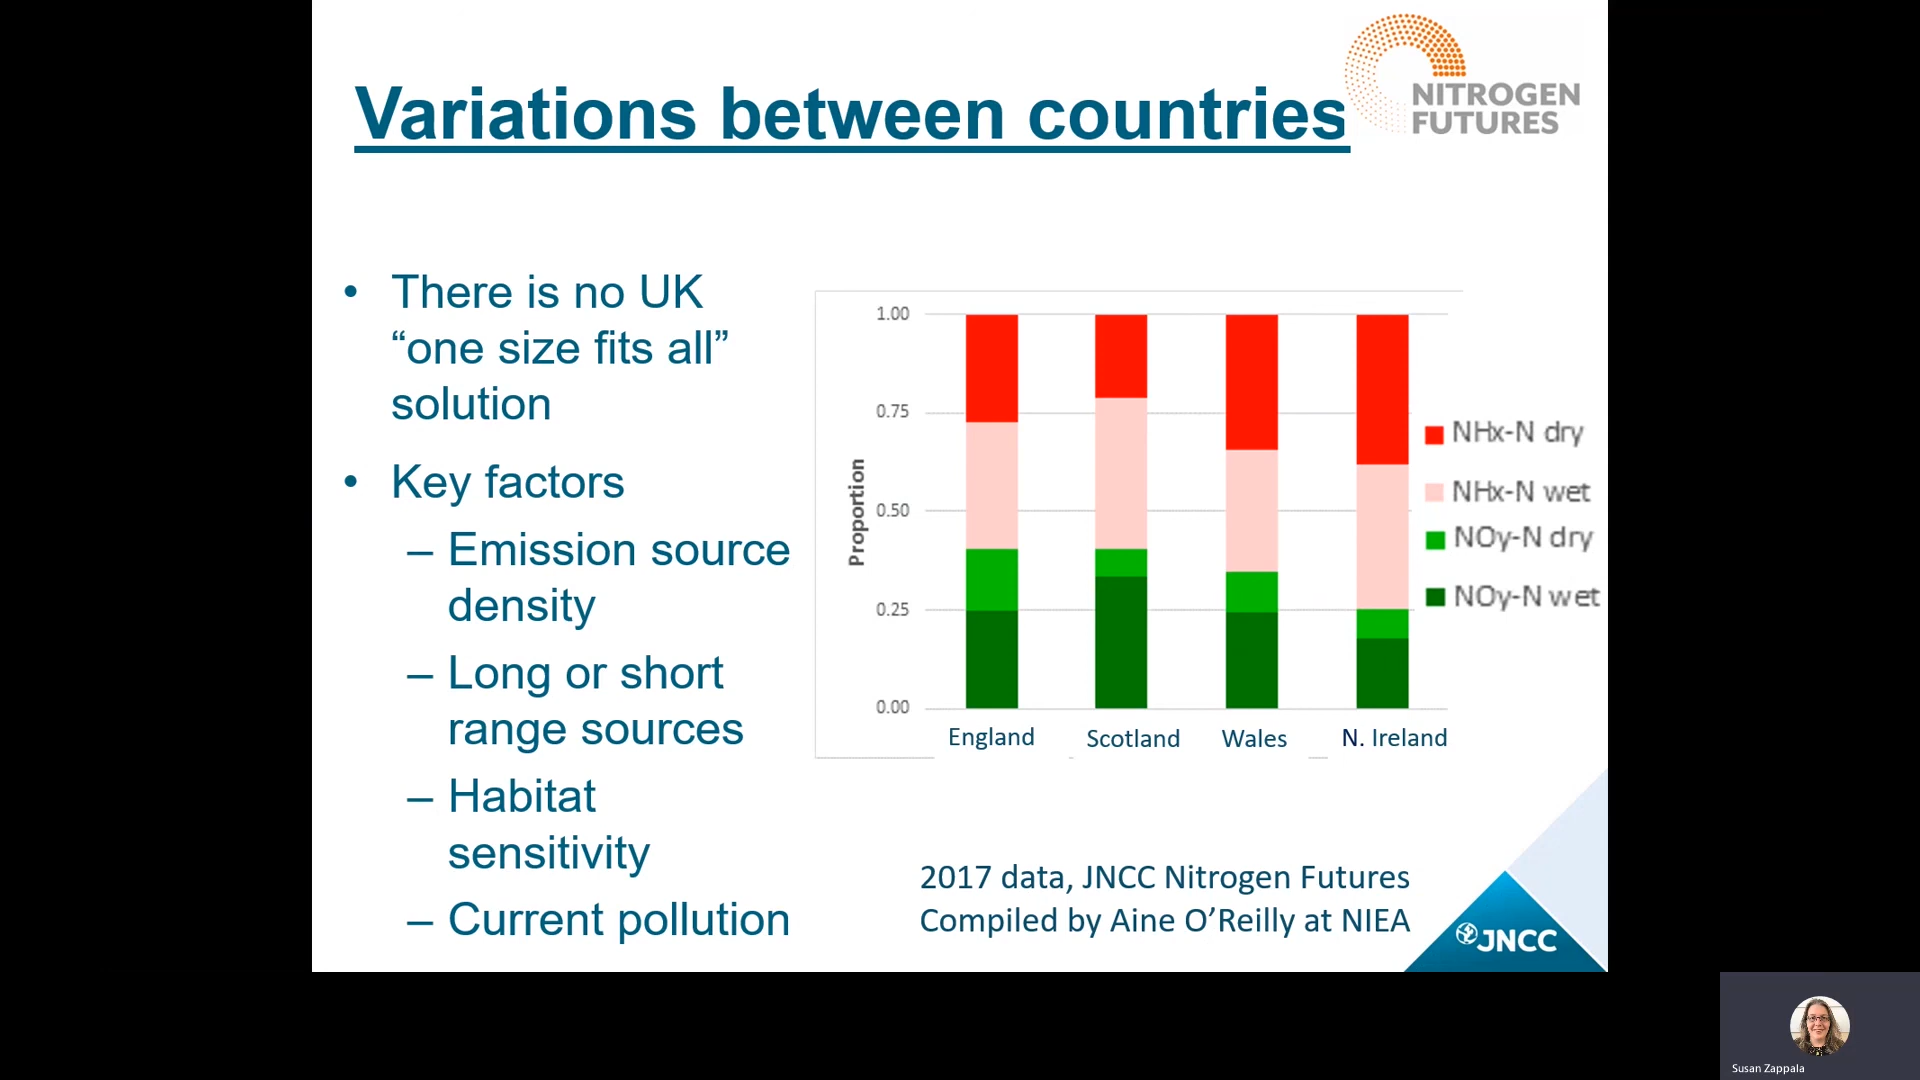 NITROGEN
FUTURES
Variations between countries
• There is no UK
“one size fits all”
solution
• Key factors
– Emission source
density
– Long or short
range sources
– Habitat
sensitivity
– Current pollution
Proportion
1.00
0.75
0.50
0.25
0.00
England
Scotland
Wales
N. Ireland
NHx-N dry
NHx-N wet
NOy-N dry
NOy-N wet
2017 data, JNCC Nitrogen Futures
Compiled by Aine O’Reilly at NIEA
JNCC
Susan Zappala